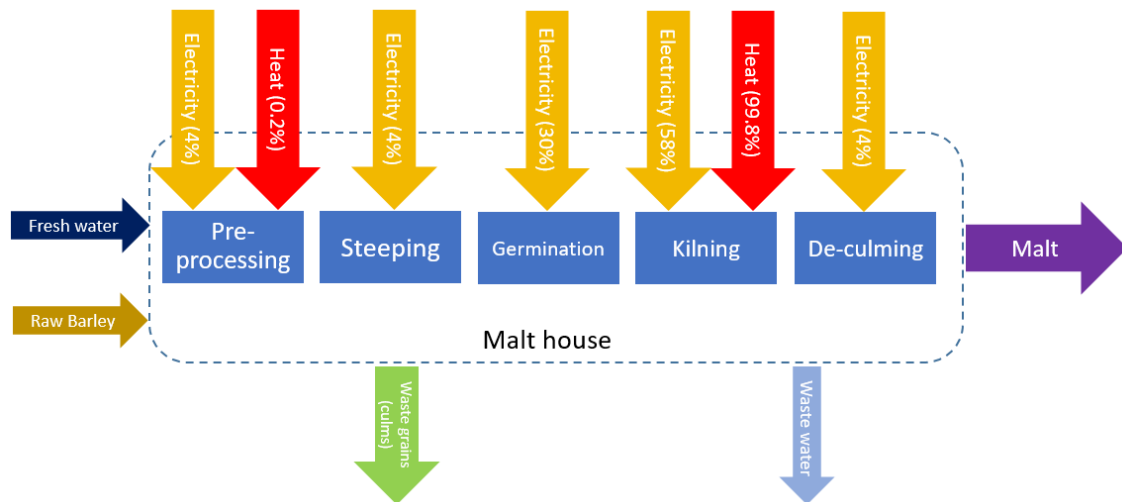 Electricity (4%)
Heat (0.2%)
Electricity (4%)
Electricity (30%)
Electricity (58%)
Heat (99.8%)
Electricity (4%)
Fresh water
Raw Barley
Pre-
processing
Steeping
Germination
Kilning
De-culming
Malt
Malt house
Waste grains
(culms)
Waste water